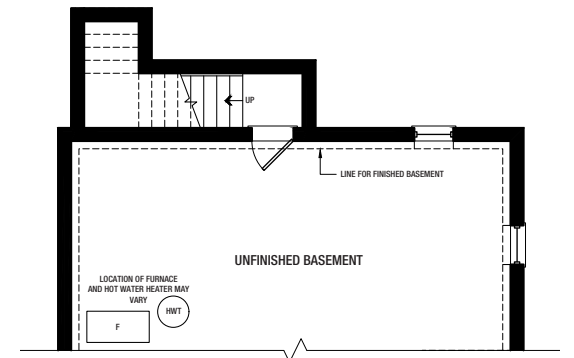 UP
LINE FOR FINISHED BASEMENT
UNFINISHED BASEMENT
LOCATION OF FURNACE
AND HOT WATER HEATER MAY
VARY
HWT
F